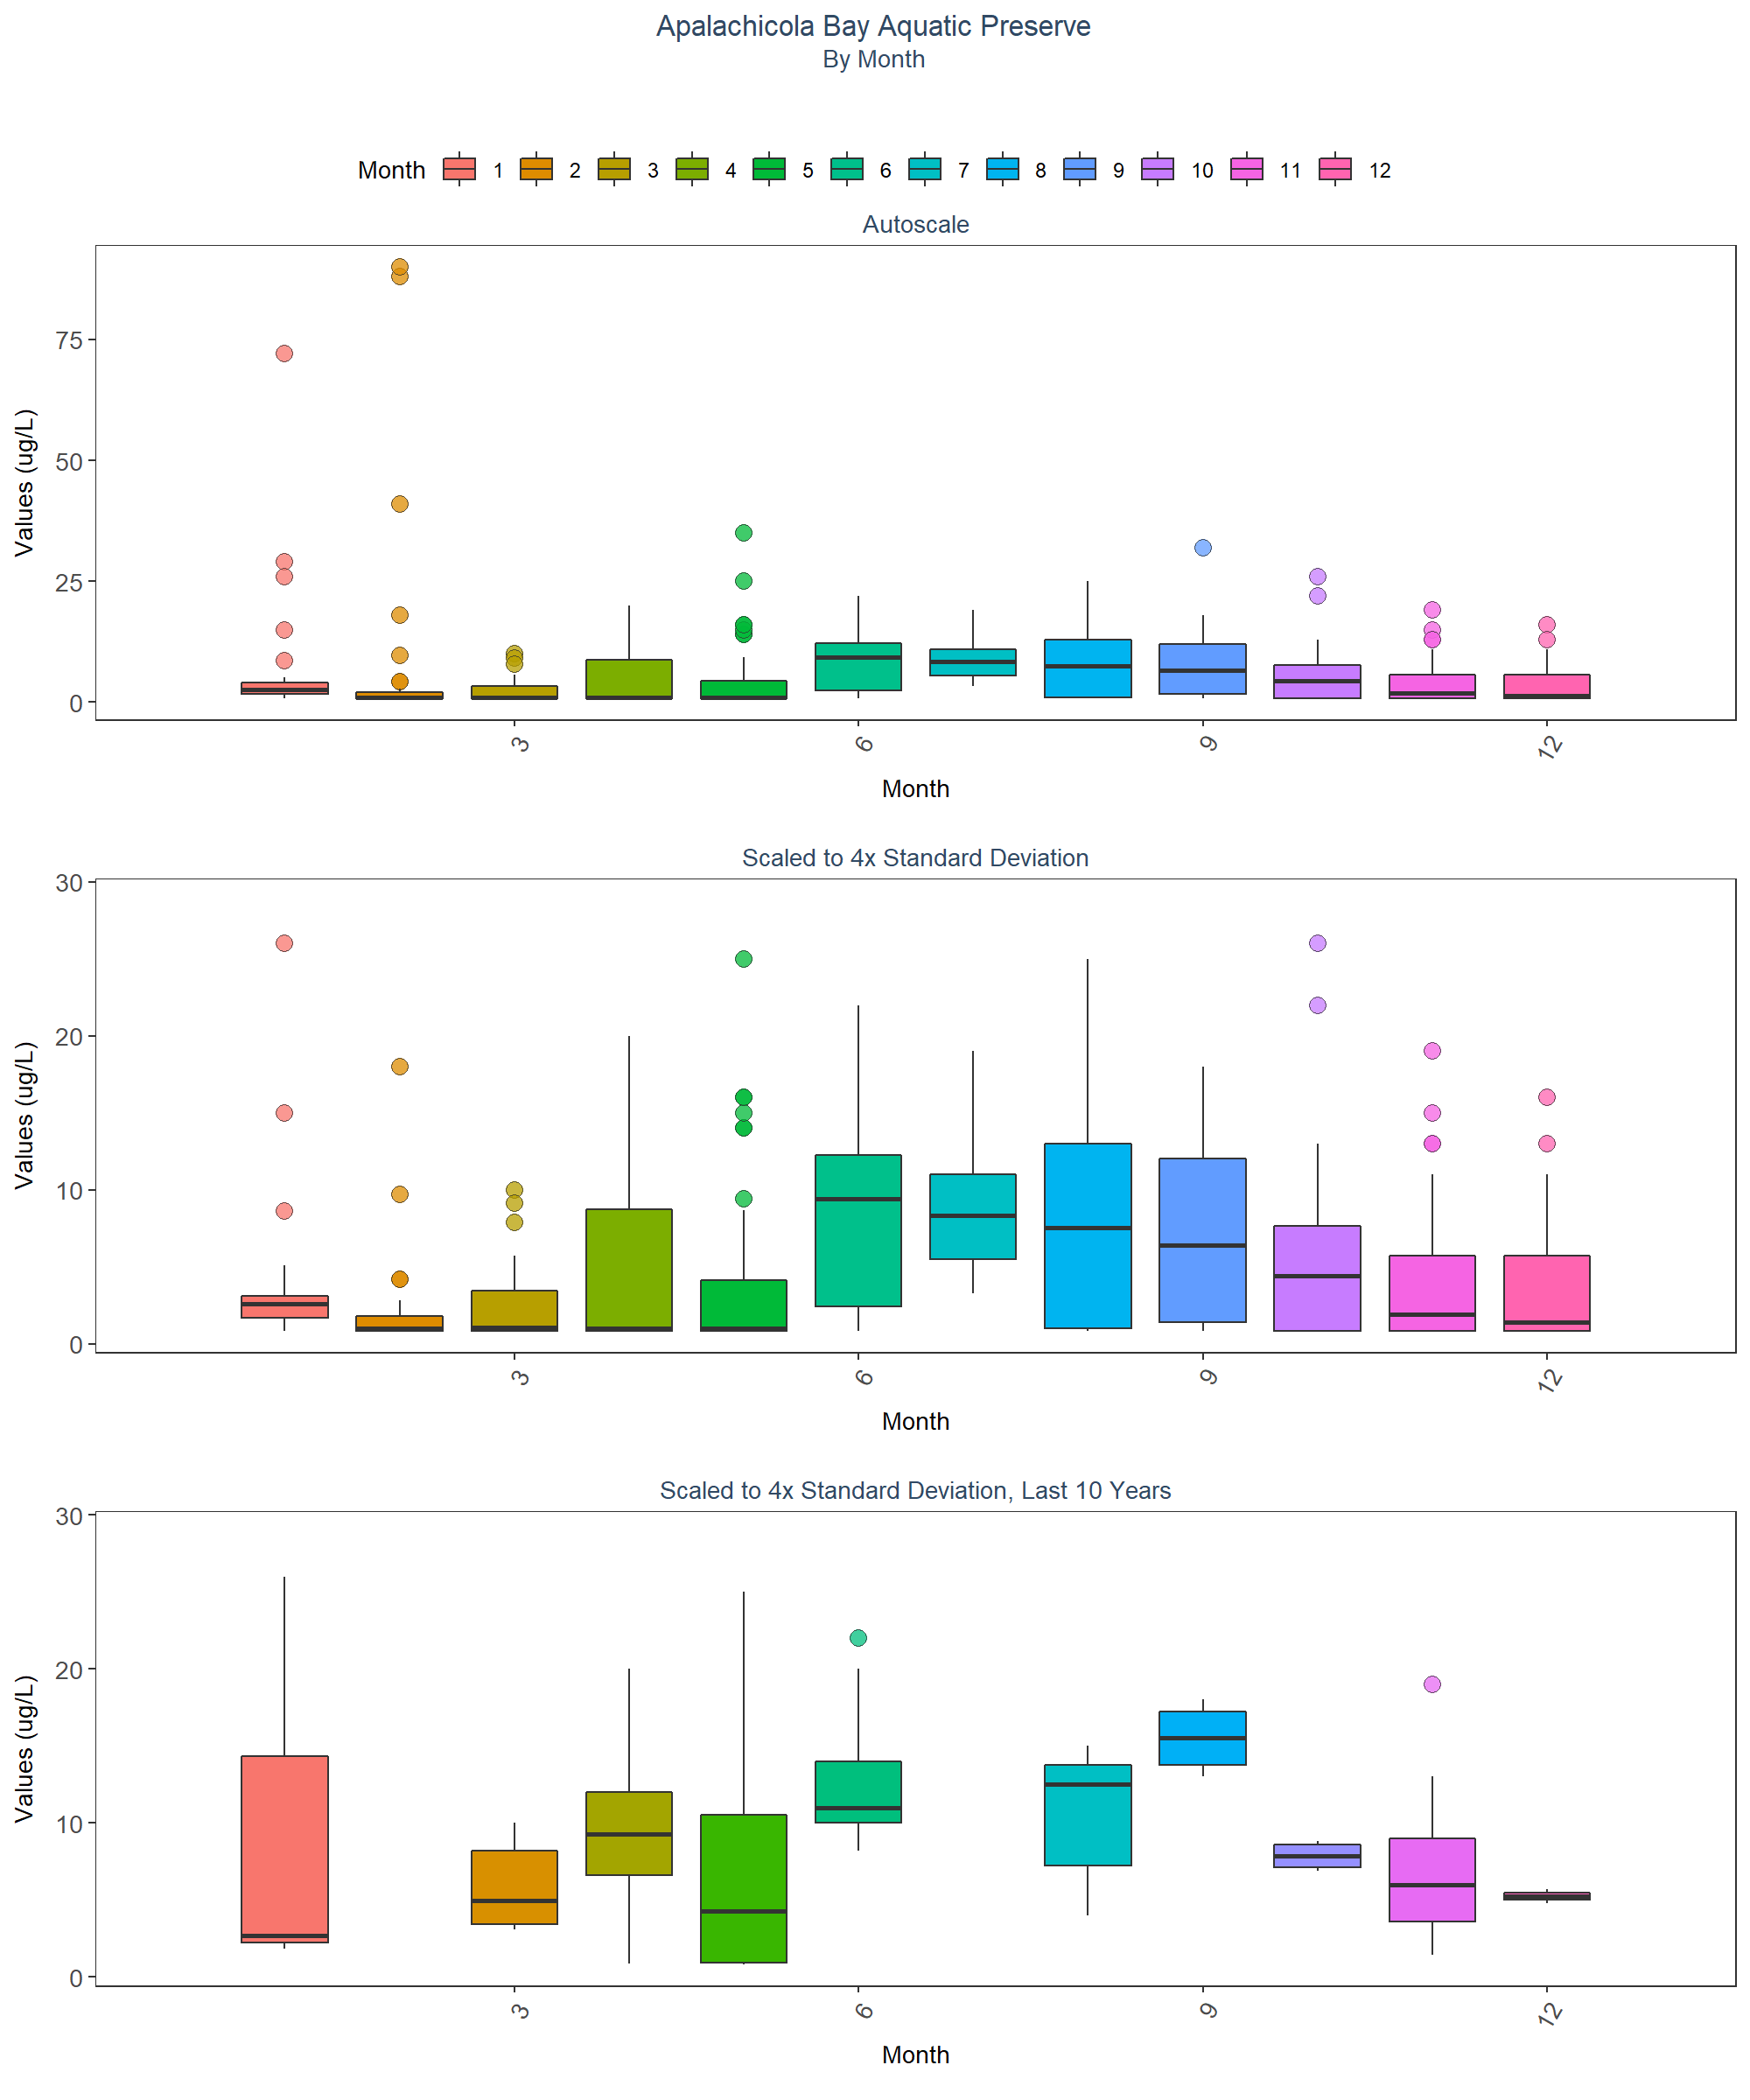 Apalachicola Bay Aquatic Preserve
By Month
Month 1 2 3 4 5 6 7 8 9 10 11 12
Autoscale
Values (ug/L)
75
50
25
0
3 6 9 12
Month
Scaled to 4x Standard Deviation
Values (ug/L)
30
20
10
0
3 6 9 12
Month
Scaled to 4x Standard Deviation, Last 10 Years
Values (ug/L)
30
20
10
0
3 6 9 12
Month